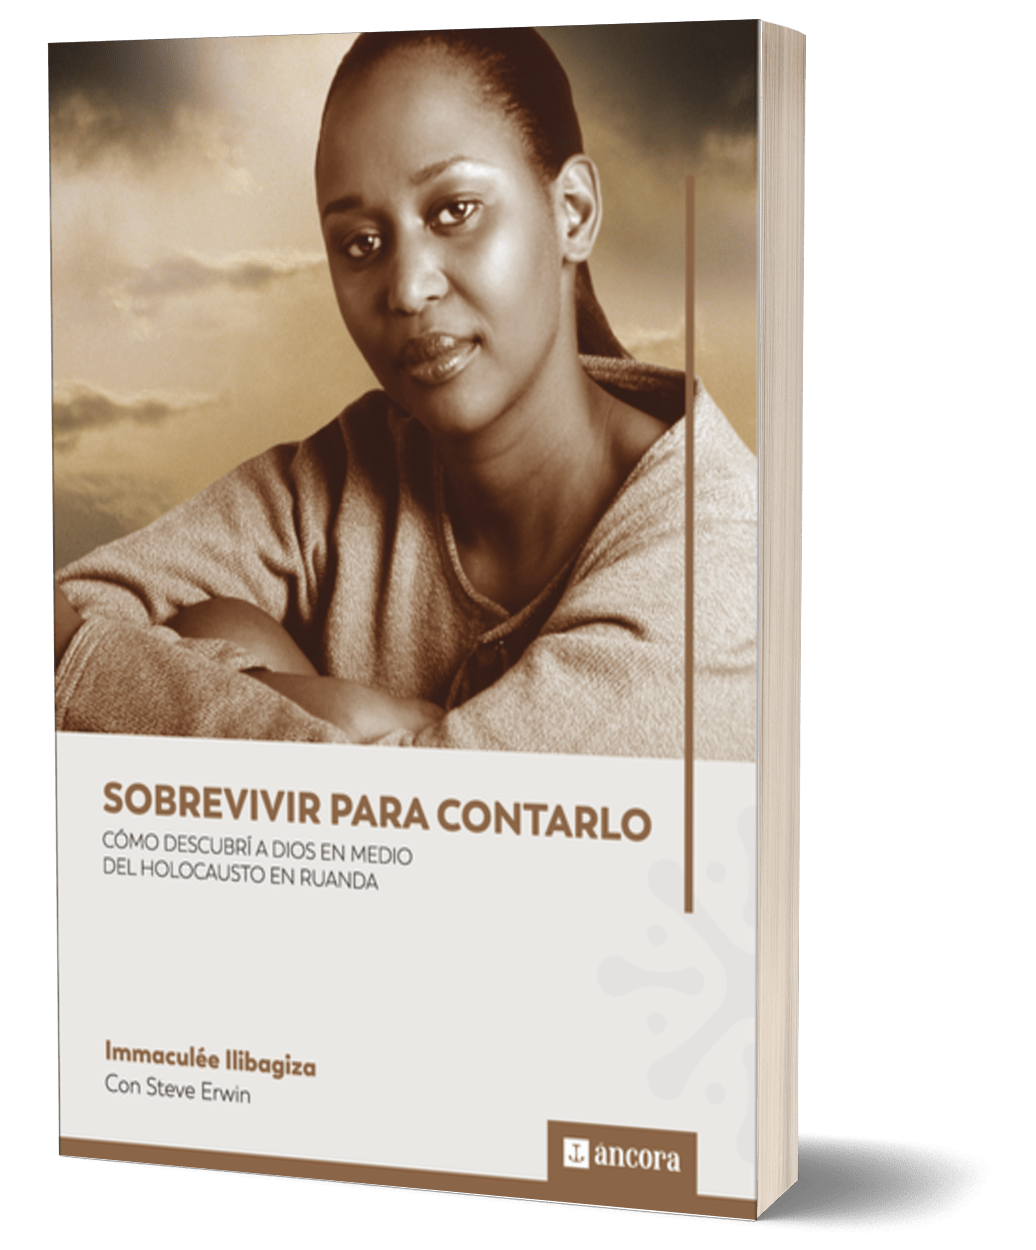 SOBREVIVIR PARA CONTARLO
CÓMO DESCUBRÍ A DIOS EN MEDIO
DEL HOLOCAUSTO EN RUANDA
Immaculée Ilibagiza
Con Steve Erwin
áncora